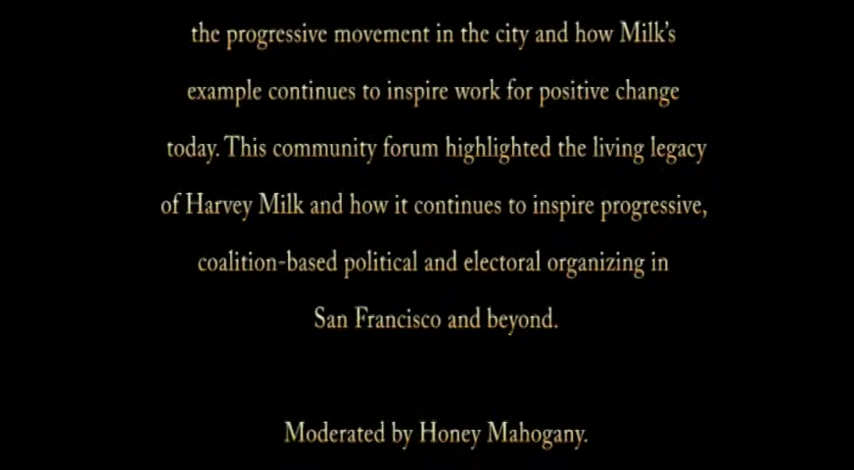 the progressive movement in the city and how Milk's
example continues to inspire work for positive change
today. This community forum highlighted the living legacy
of Harvey Milk and how it continues to inspire progressive,
coalition-based political and electoral organizing in
San Francisco and beyond.
Moderated by Honey Mahogany.